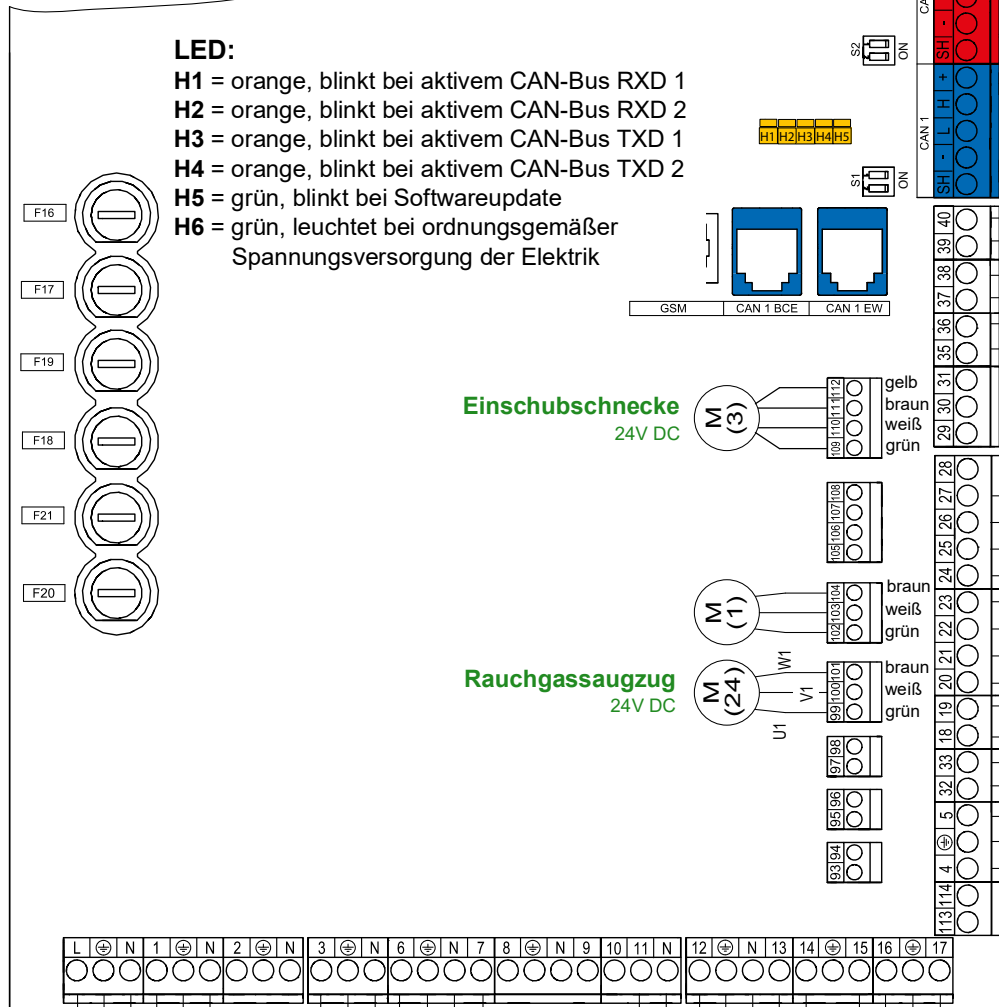 LED:
H1 = orange, blinkt bei aktivem CAN-Bus RXD 1
H2 = orange, blinkt bei aktivem CAN-Bus RXD 2
H3 = orange, blinkt bei aktivem CAN-Bus TXD 1
H4 = orange, blinkt bei aktivem CAN-Bus TXD 2
H5 = grün, blinkt bei Softwareupdate
H6 = grün, leuchtet bei ordnungsgemäßer
Spannungsversorgung der Elektrik
F16
F17
F19
F18
F21
F20
S2
ON
H1 H2 H3 H4 H5
S1
ON
GSM
CAN 1 BCE
CAN 1 EW
- SH
CAN 1
+ H L - SH
40 39 38 37 36 35 31 30 29
28 27 26 25 24 23 22 21 20 19 18 33 32 5 4 114 113
Einschubschnecke
24V DC
M
(3)
112 111 110 109
gelb
braun
weiß
grün
108 107 106 105
M
(1)
104 103 102
braun
weiß
grün
Rauchgassaugzug
24V DC
M
(24)
W1
V1
U1
101 100 99
braun
weiß
grün
98 97
96 95
94 93
L N 1 N 2 N 3 N 6 N 7 8 N 9 10 11 N 12 N 13 14 15 16 17